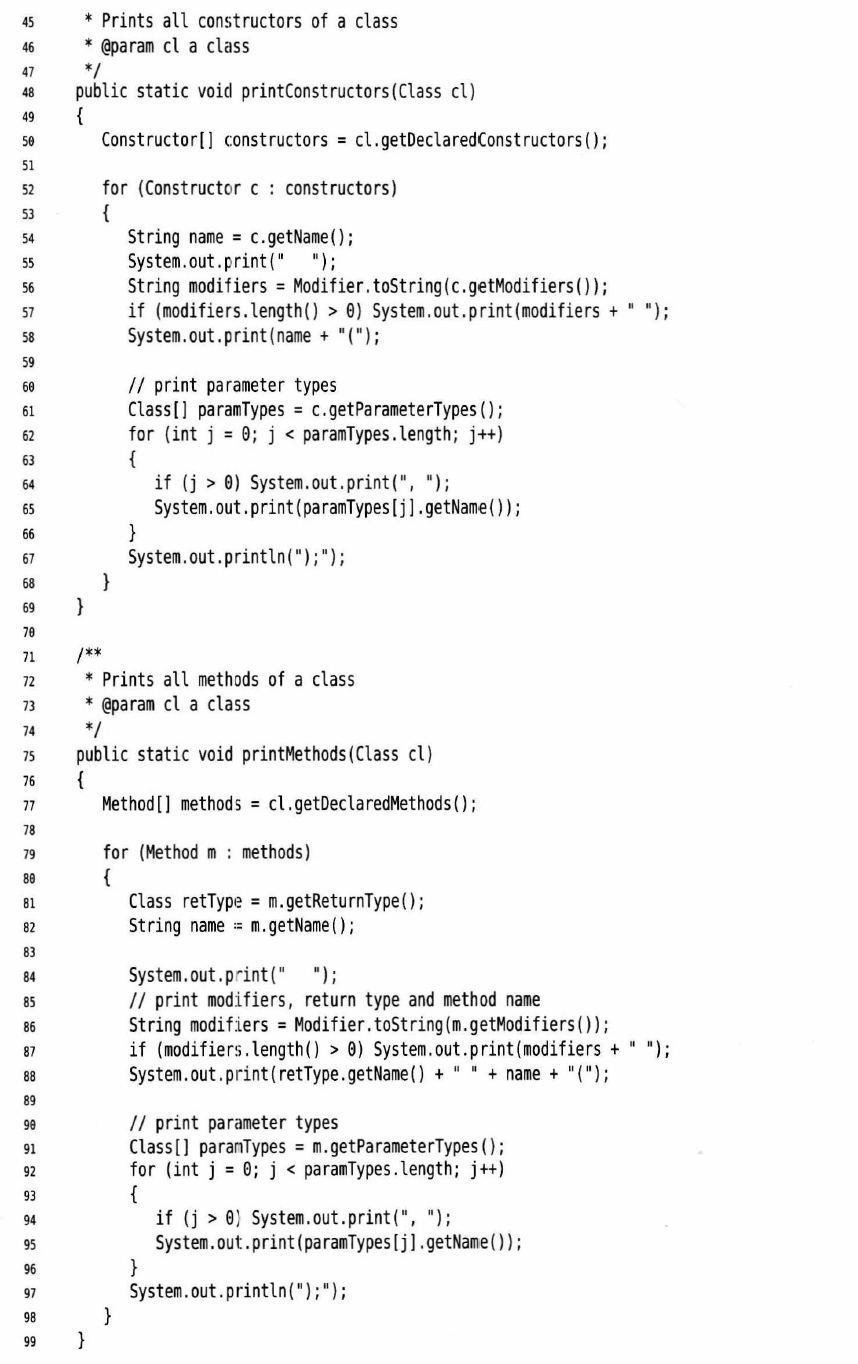 45 * Prints all constructors of a class
46 * @param cl a class
47 */
48 public static void printConstructors(Class cl)
49 {
50 Constructor[] constructors = cl.getDeclaredConstructors();
51
52 for (Constructor c : constructors)
53 {
54 String name = c.getName();
55 System.out.print("   ");
56 String modifiers = Modifier.toString(c.getModifiers());
57 if (modifiers.length() > 0) System.out.print(modifiers + " ");
58 System.out.print(name + "(");
59
60 // print parameter types
61 Class[] paramTypes = c.getParameterTypes();
62 for (int j = 0; j < paramTypes.length; j++)
63 {
64 if (j > 0) System.out.print(", ");
65 System.out.print(paramTypes[j].getName());
66 }
67 System.out.println(");");
68 }
69 }
70
71 /**
72 * Prints all methods of a class
73 * @param cl a class
74 */
75 public static void printMethods(Class cl)
76 {
77 Method[] methods = cl.getDeclaredMethods();
78
79 for (Method m : methods)
80 {
81 Class retType = m.getReturnType();
82 String name = m.getName();
83
84 System.out.print("   ");
85 // print modifiers, return type and method name
86 String modifiers = Modifier.toString(m.getModifiers());
87 if (modifiers.length() > 0) System.out.print(modifiers + " ");
88 System.out.print(retType.getName() + " " + name + "(");
89
90 // print parameter types
91 Class[] paramTypes = m.getParameterTypes();
92 for (int j = 0; j < paramTypes.length; j++)
93 {
94 if (j > 0) System.out.print(", ");
95 System.out.print(paramTypes[j].getName());
96 }
97 System.out.println(");");
98 }
99 }